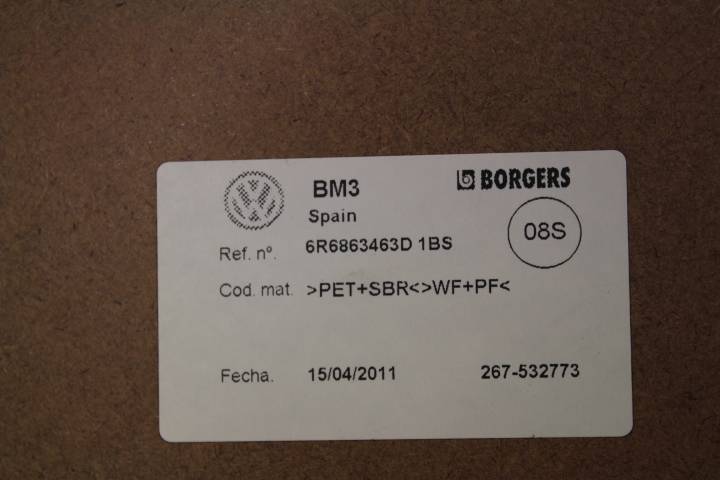 BM3 BORGERS
Spain
Ref. nº. 6R6863463D 1BS 08S
Cod. mat. >PET+SBR<>WF+PF<
Fecha. 15/04/2011 267-532773